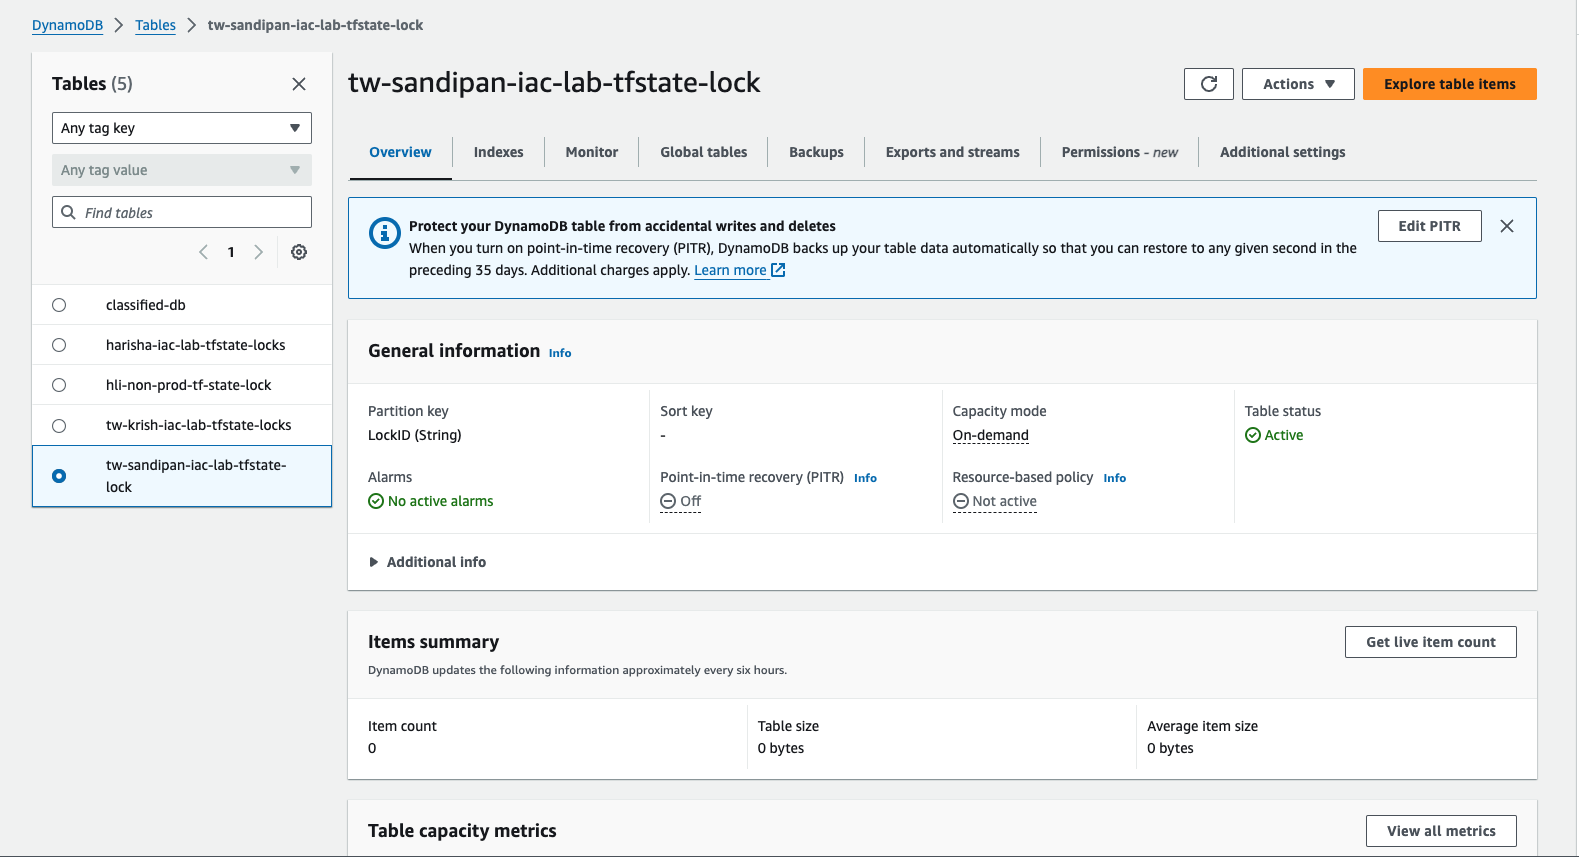 DynamoDB > Tables > tw-sandipan-iac-lab-tfstate-lock
Tables (5)
Any tag key
Any tag value
Find tables
1
classified-db
harisha-iac-lab-tfstate-locks
hli-non-prod-tf-state-lock
tw-krish-iac-lab-tfstate-locks
tw-sandipan-iac-lab-tfstate-
lock
tw-sandipan-iac-lab-tfstate-lock
Actions
Explore table items
Overview Indexes Monitor Global tables Backups Exports and streams Permissions - new Additional settings
Protect your DynamoDB table from accidental writes and deletes
When you turn on point-in-time recovery (PITR), DynamoDB backs up your table data automatically so that you can restore to any given second in the
preceding 35 days. Additional charges apply. Learn more
Edit PITR
General information Info
Partition key
LockID (String)
Sort key
-
Capacity mode
On-demand
Table status
Active
Alarms
No active alarms
Point-in-time recovery (PITR) Info
Off
Resource-based policy Info
Not active
Additional info
Items summary
Get live item count
DynamoDB updates the following information approximately every six hours.
Item count
0
Table size
0 bytes
Average item size
0 bytes
Table capacity metrics
View all metrics